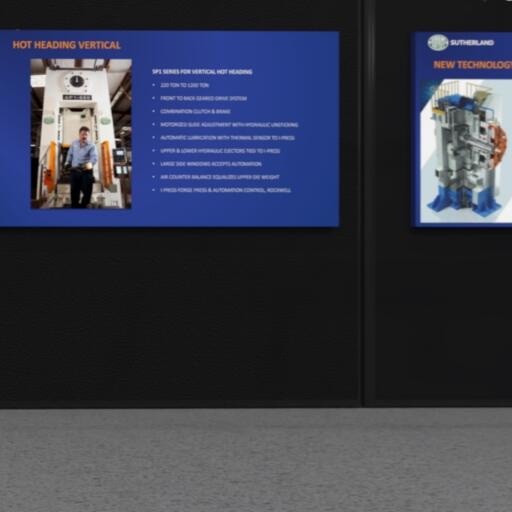 HOT HEADING VERTICAL
SP1 SERIES FOR VERTICAL HOT HEADING
• 220 TON TO 1200 TON
• FRONT TO BACK GEARED DRIVE SYSTEM
• COMBINATION CLUTCH & BRAKE
• MOTORIZED SLIDE ADJUSTMENT WITH HYDRAULIC UNSTICKING
• AUTOMATIC LUBRICATION WITH THERMAL SENSOR TO I-PRESS
• UPPER & LOWER HYDRAULIC EJECTORS TIED TO I-PRESS
• LARGE SIDE WINDOWS ACCEPTS AUTOMATION
• AIR COUNTER BALANCE EQUALIZES UPPER DIE WEIGHT
• I-PRESS FORGE PRESS & AUTOMATION CONTROL, ROCKWELL
SUTHERLAND
NEW TECHNOLOGY